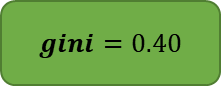 gini = 0.40